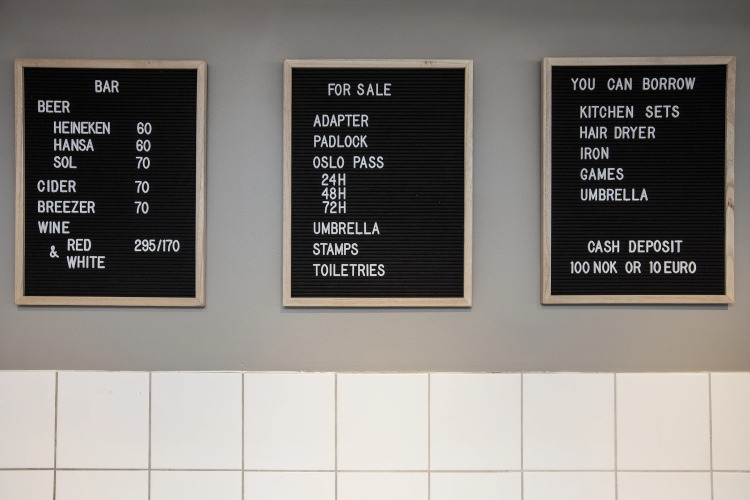 BAR
BEER
HEINEKEN 60
HANSA 60
SOL 70
CIDER 70
BREEZER 70
WINE
& RED 295/170
WHITE
FOR SALE
ADAPTER
PADLOCK
OSLO PASS
24H
48H
72H
UMBRELLA
STAMPS
TOILETRIES
YOU CAN BORROW
KITCHEN SETS
HAIR DRYER
IRON
GAMES
UMBRELLA
CASH DEPOSIT
100 NOK OR 10 EURO